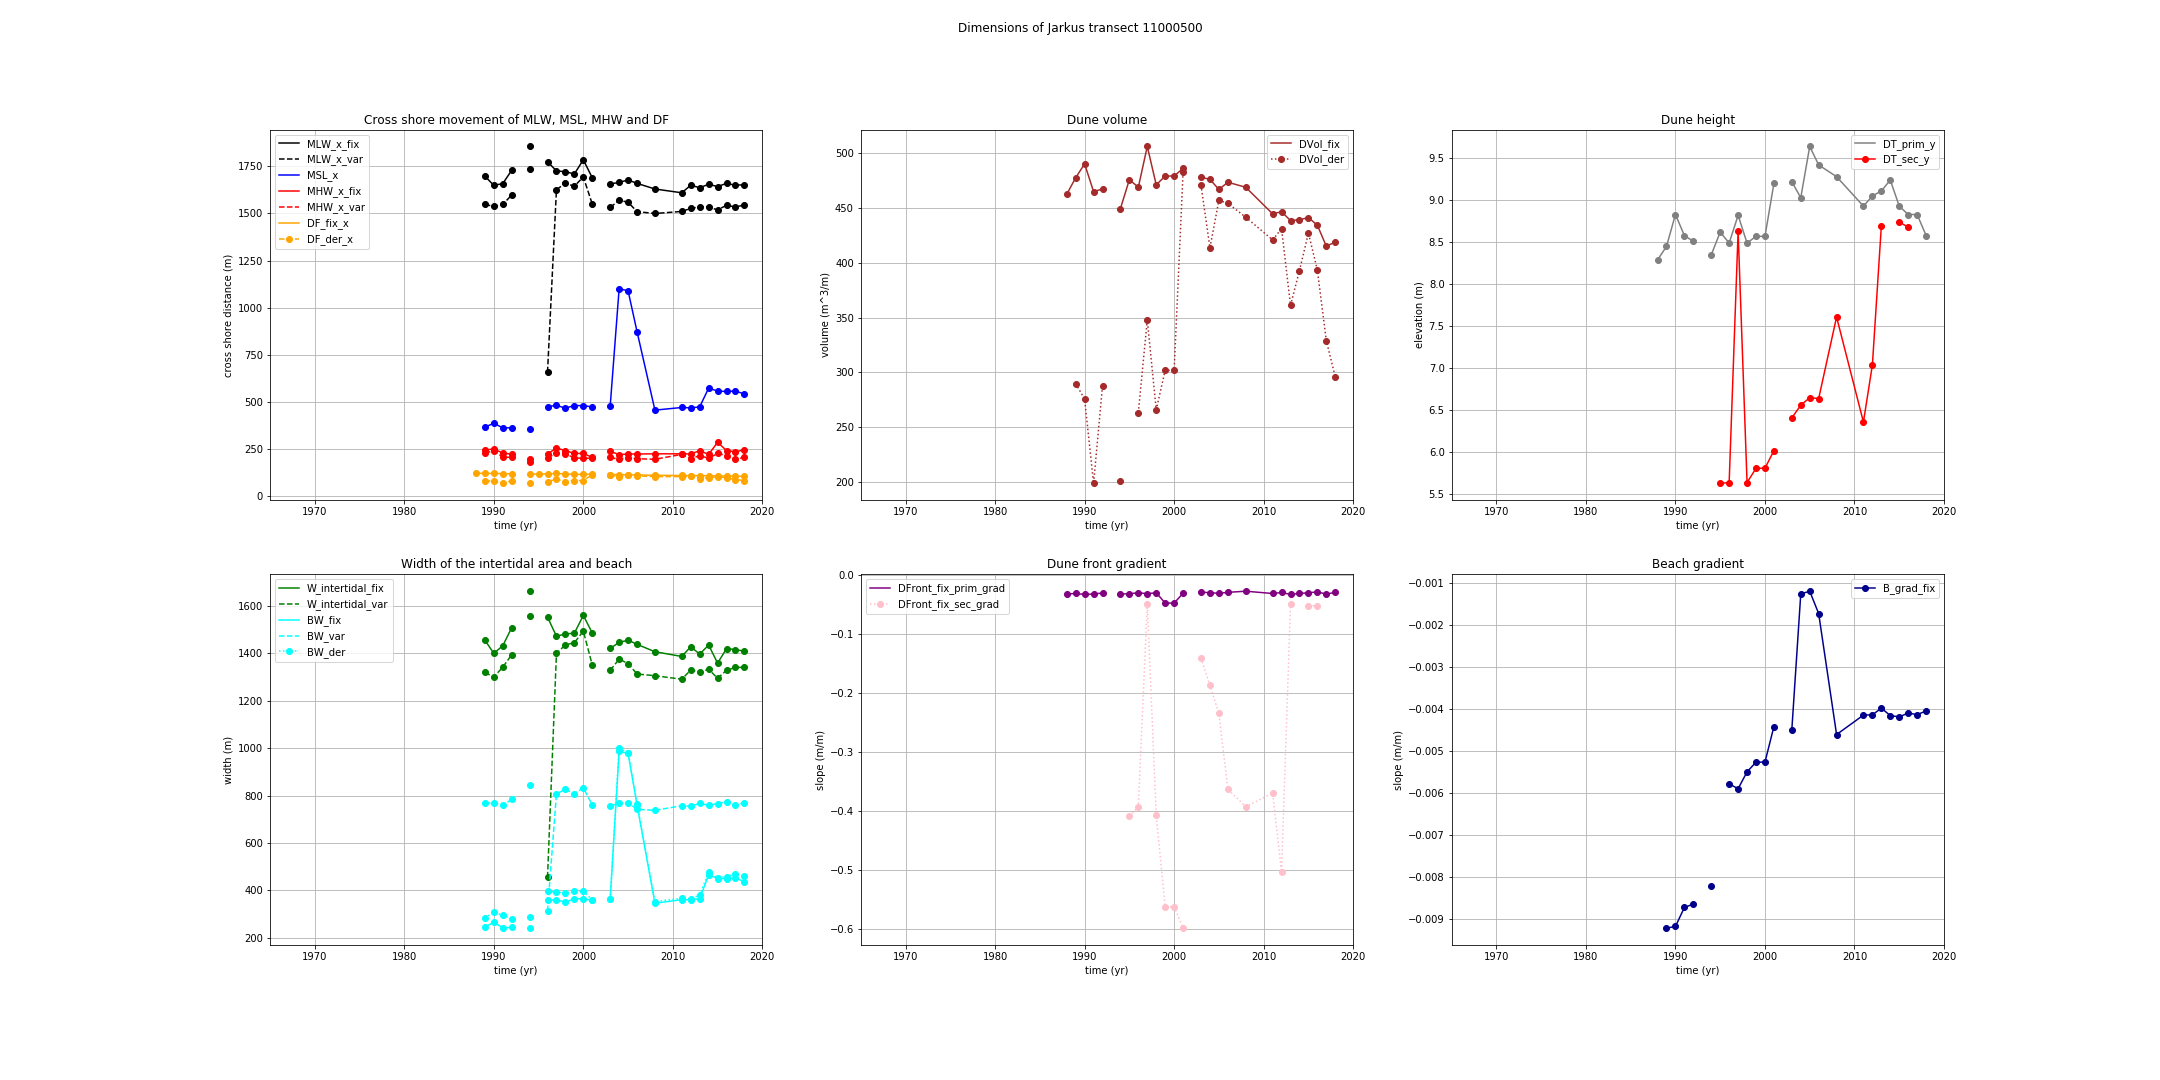 Dimensions of Jarkus transect 11000500
Cross shore movement of MLW, MSL, MHW and DF
MLW_x_fix
MLW_x_var
MSL_x
MHW_x_fix
MHW_x_var
DF_fix_x
DF_der_x
cross shore distance (m)
1750
1500
1250
1000
750
500
250
0
1970 1980 1990 2000 2010 2020
time (yr)
Dune volume
DVol_fix
DVol_der
volume (m^3/m)
500
450
400
350
300
250
200
1970 1980 1990 2000 2010 2020
time (yr)
Dune height
DT_prim_y
DT_sec_y
elevation (m)
9.5
9.0
8.5
8.0
7.5
7.0
6.5
6.0
5.5
1970 1980 1990 2000 2010 2020
time (yr)
Width of the intertidal area and beach
W_intertidal_fix
W_intertidal_var
BW_fix
BW_var
BW_der
width (m)
1600
1400
1200
1000
800
600
400
200
1970 1980 1990 2000 2010 2020
time (yr)
Dune front gradient
DFront_fix_prim_grad
DFront_fix_sec_grad
slope (m/m)
0.0
−0.1
−0.2
−0.3
−0.4
−0.5
−0.6
1970 1980 1990 2000 2010 2020
time (yr)
Beach gradient
B_grad_fix
slope (m/m)
−0.001
−0.002
−0.003
−0.004
−0.005
−0.006
−0.007
−0.008
−0.009
1970 1980 1990 2000 2010 2020
time (yr)